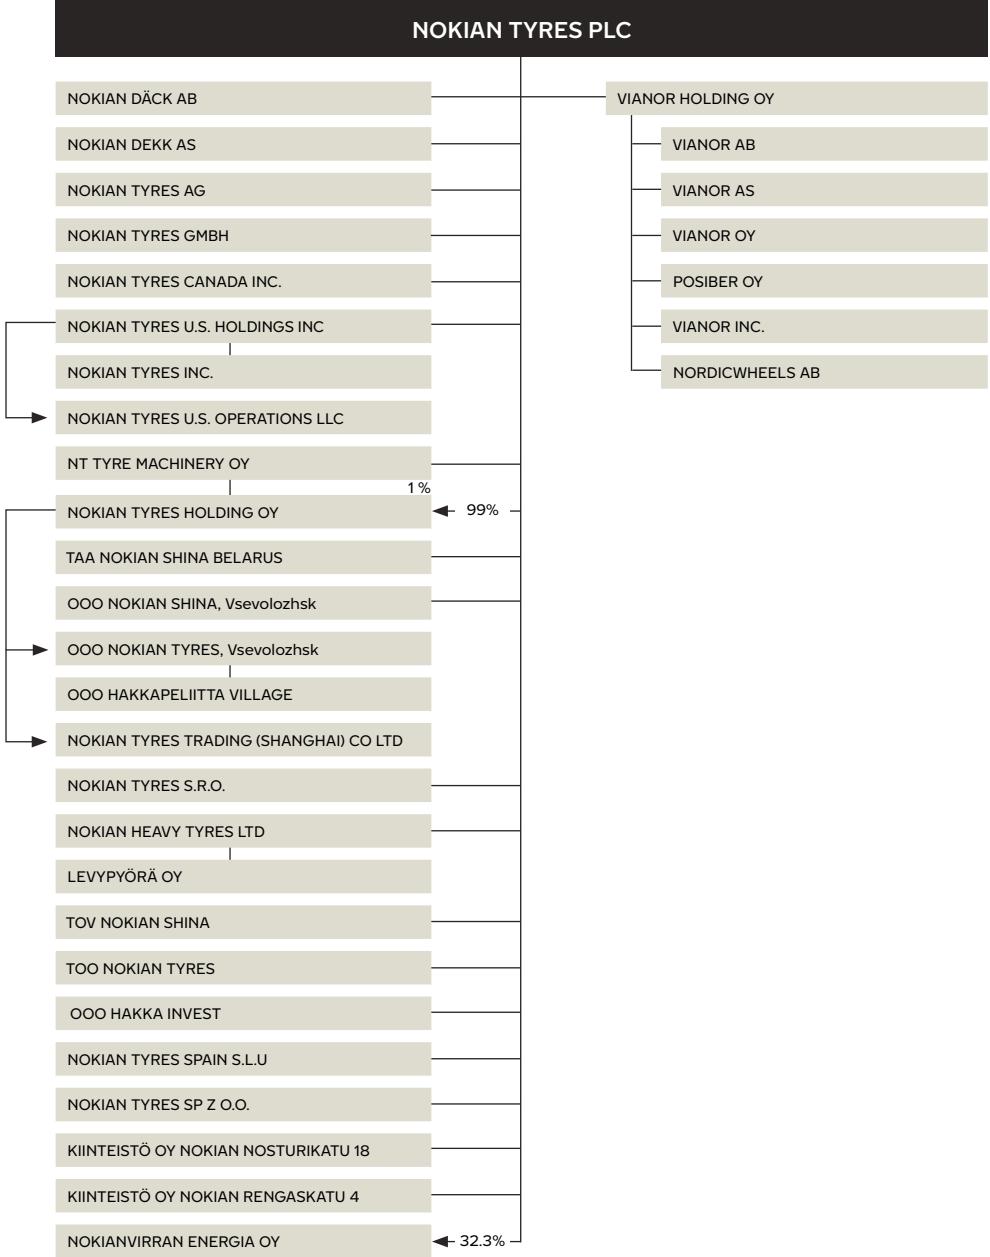 NOKIAN TYRES PLC
NOKIAN DÄCK AB
NOKIAN DEKK AS
NOKIAN TYRES AG
NOKIAN TYRES GMBH
NOKIAN TYRES CANADA INC.
NOKIAN TYRES U.S. HOLDINGS INC
NOKIAN TYRES INC.
NOKIAN TYRES U.S. OPERATIONS LLC
NT TYRE MACHINERY OY
1 %
NOKIAN TYRES HOLDING OY
99%
TAA NOKIAN SHINA BELARUS
OOO NOKIAN SHINA, Vsevolozhsk
OOO NOKIAN TYRES, Vsevolozhsk
OOO HAKKAPELIITTA VILLAGE
NOKIAN TYRES TRADING (SHANGHAI) CO LTD
NOKIAN TYRES S.R.O.
NOKIAN HEAVY TYRES LTD
LEVYPYÖRÄ OY
TOV NOKIAN SHINA
TOO NOKIAN TYRES
OOO HAKKA INVEST
NOKIAN TYRES SPAIN S.L.U
NOKIAN TYRES SP Z O.O.
KIINTEISTÖ OY NOKIAN NOSTURIKATU 18
KIINTEISTÖ OY NOKIAN RENGASKATU 4
NOKIANVIRRAN ENERGIA OY
32.3%
VIANOR HOLDING OY
VIANOR AB
VIANOR AS
VIANOR OY
POSIBER OY
VIANOR INC.
NORDICWHEELS AB